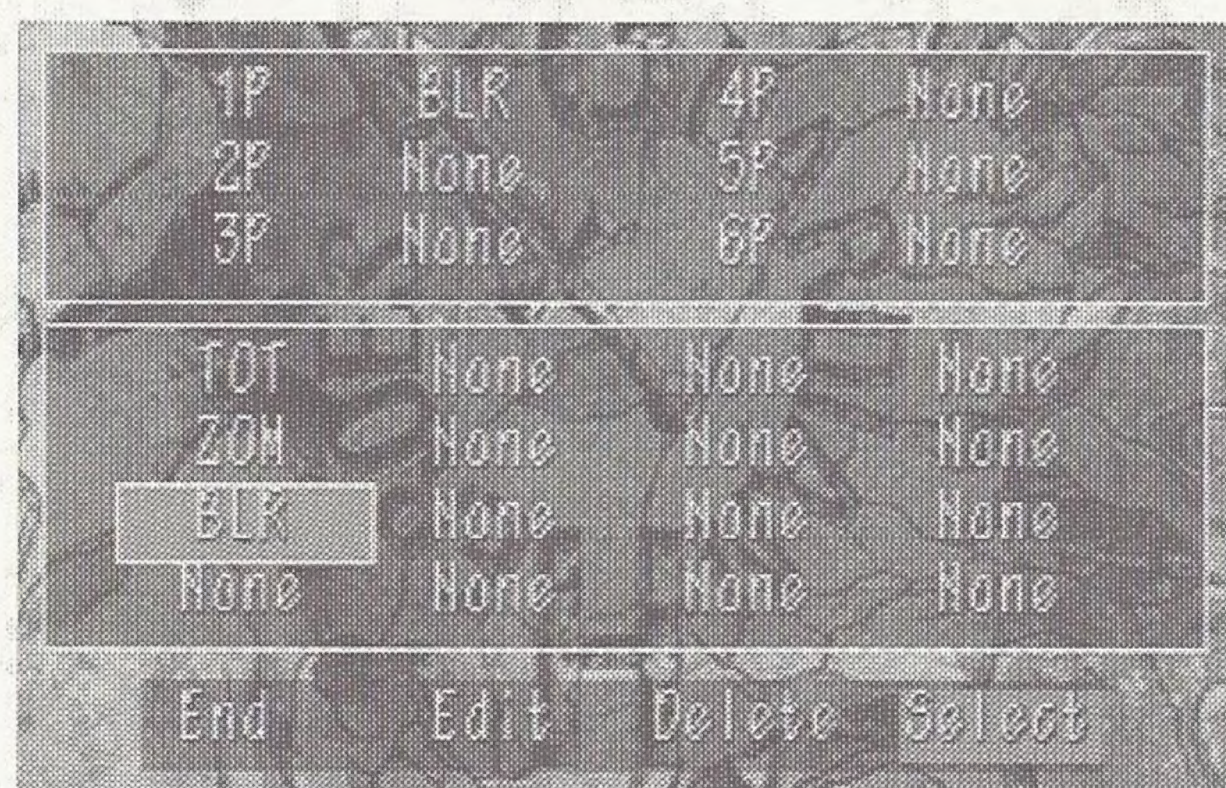 1P BLR 4P None
2P None 5P None
3P None 6P None
TOT None None None
ZOM None None None
BLR None None None
None None None None
End Edit Delete Select